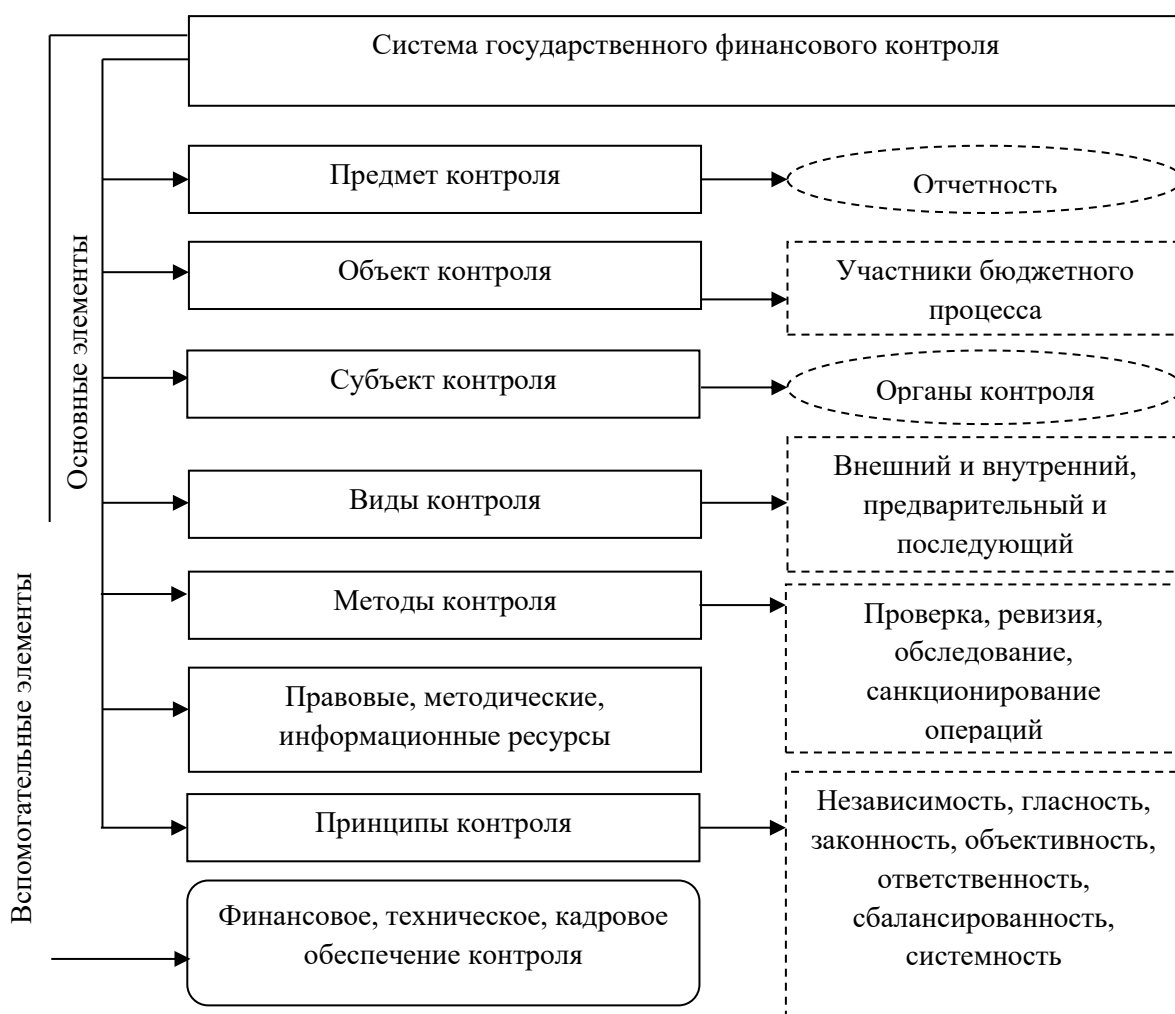 Система государственного финансового контроля
Основные элементы
Вспомогательные элементы
Предмет контроля
Отчетность
Объект контроля
Участники бюджетного
процесса
Субъект контроля
Органы контроля
Виды контроля
Внешний и внутренний,
предварительный и
последующий
Методы контроля
Проверка, ревизия,
обследование,
санкционирование
операций
Правовые, методические,
информационные ресурсы
Принципы контроля
Независимость, гласность,
законность, объективность,
ответственность,
сбалансированность,
системность
Финансовое, техническое, кадровое
обеспечение контроля